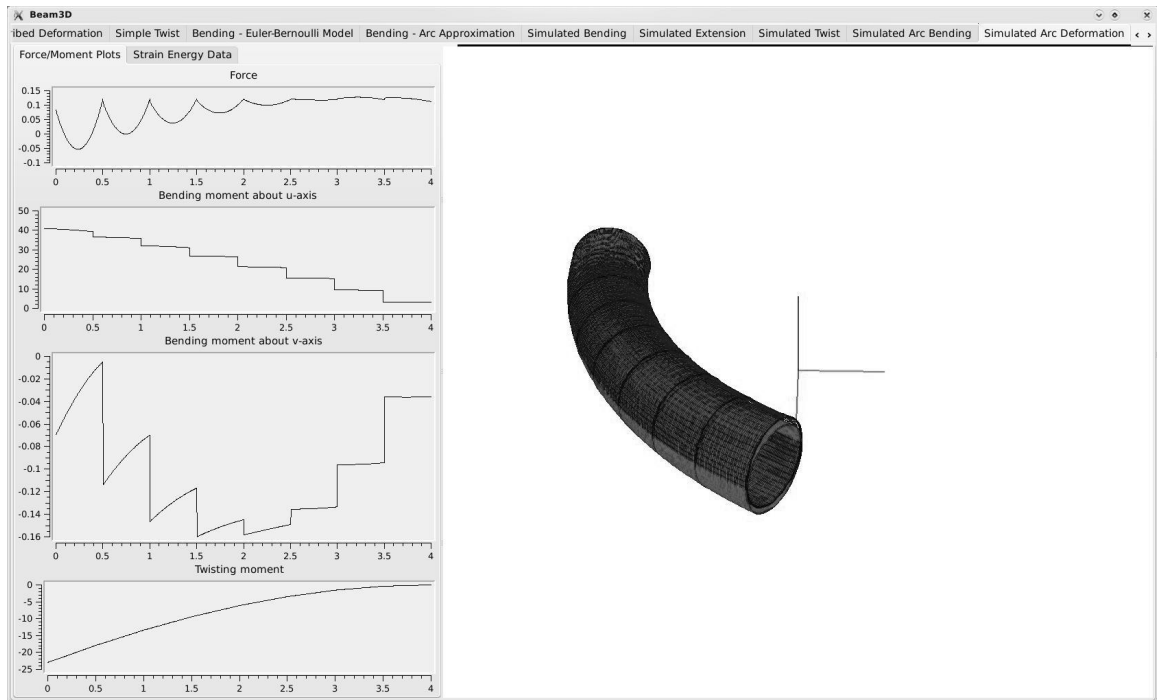 Beam3D
ibed Deformation Simple Twist Bending - Euler-Bernoulli Model Bending - Arc Approximation Simulated Bending Simulated Extension Simulated Twist Simulated Arc Bending Simulated Arc Deformation
Force/Moment Plots Strain Energy Data
Force
0.15
0.1
0.05
0
-0.05
-0.1
0 0.5 1 1.5 2 2.5 3 3.5 4
Bending moment about u-axis
50
40
30
20
10
0
0 0.5 1 1.5 2 2.5 3 3.5 4
Bending moment about v-axis
0
-0.02
-0.04
-0.06
-0.08
-0.1
-0.12
-0.14
-0.16
0 0.5 1 1.5 2 2.5 3 3.5 4
Twisting moment
0
-5
-10
-15
-20
-25
0 0.5 1 1.5 2 2.5 3 3.5 4